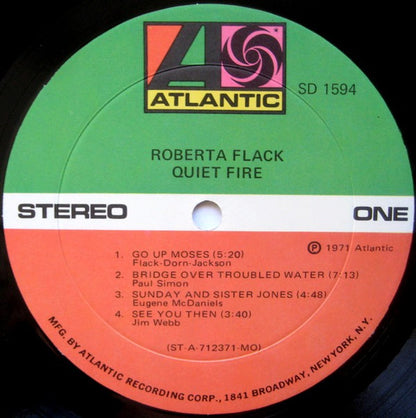 ATLANTIC
SD 1594
ROBERTA FLACK
QUIET FIRE
STEREO
ONE
℗ 1971 Atlantic
1. GO UP MOSES (5:20)
Flack-Dorn-Jackson
2. BRIDGE OVER TROUBLED WATER (7:13)
Paul Simon
3. SUNDAY AND SISTER JONES (4:48)
Eugene McDaniels
4. SEE YOU THEN (3:40)
Jim Webb
(ST-A-712371-MO)
MFG. BY ATLANTIC RECORDING CORP., 1841 BROADWAY, NEW YORK, N.Y.